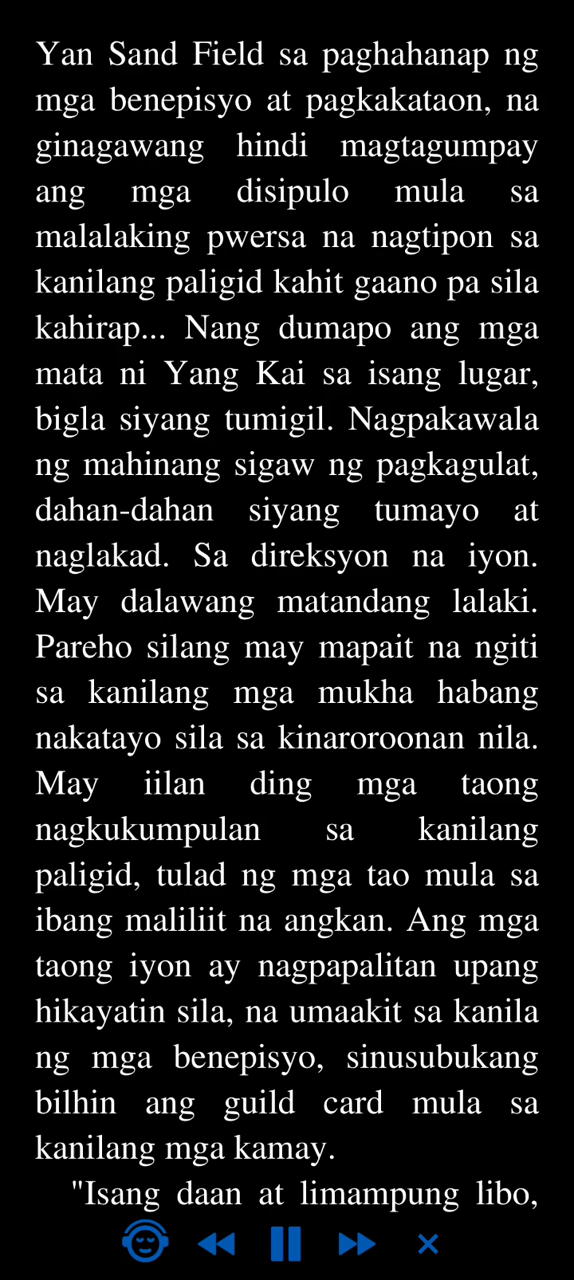 Yan Sand Field sa paghahanap ng
mga benepisyo at pagkakataon, na
ginagawang hindi magtagumpay
ang mga disipulo mula sa
malalaking pwersa na nagtipon sa
kanilang paligid kahit gaano pa sila
kahirap... Nang dumapo ang mga
mata ni Yang Kai sa isang lugar,
bigla siyang tumigil. Nagpakawala
ng mahinang sigaw ng pagkagulat,
dahan-dahan siyang tumayo at
naglakad. Sa direksyon na iyon.
May dalawang matandang lalaki.
Pareho silang may mapait na ngiti
sa kanilang mga mukha habang
nakatayo sila sa kinaroroonan nila.
May iilan ding mga taong
nagkukumpulan sa kanilang
paligid, tulad ng mga tao mula sa
ibang maliliit na angkan. Ang mga
taong iyon ay nagpapalitan upang
hikayatin sila, na umaakit sa kanila
ng mga benepisyo, sinusubukang
bilhin ang guild card mula sa
kanilang mga kamay.
"Isang daan at limampung libo,